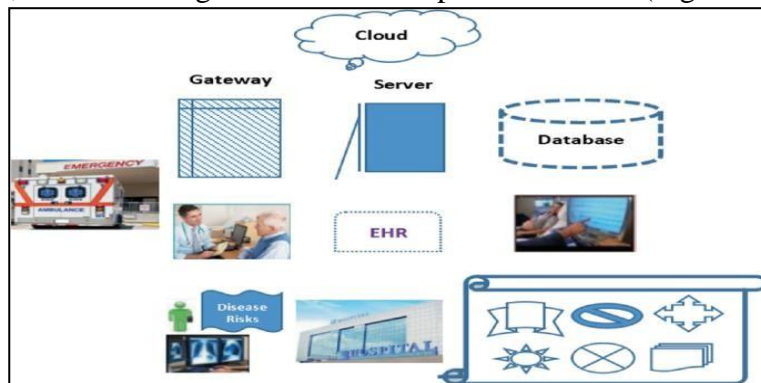 Cloud
Gateway
Server
Database
EMERGENCY
AMBULANCE
EHR
Disease
Risks
HOSPITAL